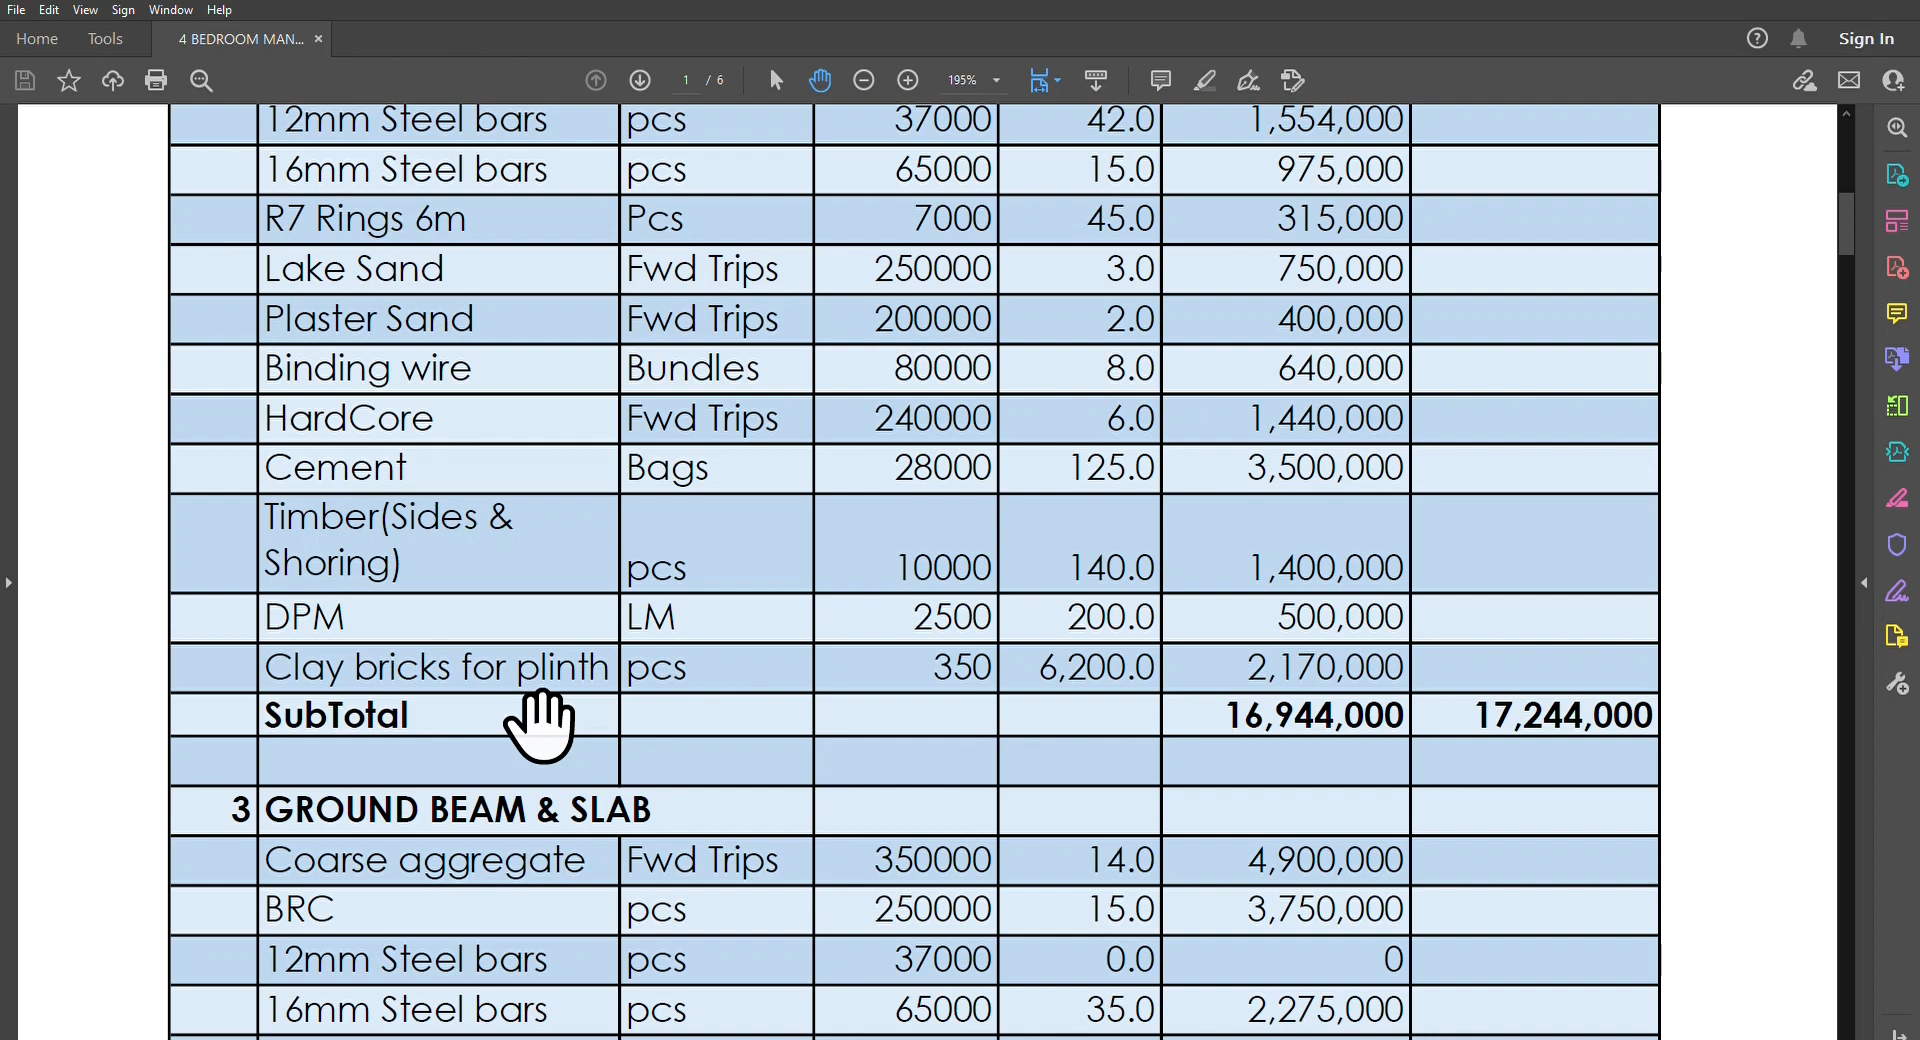 File Edit View Sign Window Help
Home Tools 4 BEDROOM MAN... × Sign In
1 / 6 195%
12mm Steel bars pcs 37000 42.0 1,554,000
16mm Steel bars pcs 65000 15.0 975,000
R7 Rings 6m Pcs 7000 45.0 315,000
Lake Sand Fwd Trips 250000 3.0 750,000
Plaster Sand Fwd Trips 200000 2.0 400,000
Binding wire Bundles 80000 8.0 640,000
HardCore Fwd Trips 240000 6.0 1,440,000
Cement Bags 28000 125.0 3,500,000
Timber(Sides &
Shoring) pcs 10000 140.0 1,400,000
DPM LM 2500 200.0 500,000
Clay bricks for plinth pcs 350 6,200.0 2,170,000
SubTotal 16,944,000 17,244,000
3 GROUND BEAM & SLAB
Coarse aggregate Fwd Trips 350000 14.0 4,900,000
BRC pcs 250000 15.0 3,750,000
12mm Steel bars pcs 37000 0.0 0
16mm Steel bars pcs 65000 35.0 2,275,000